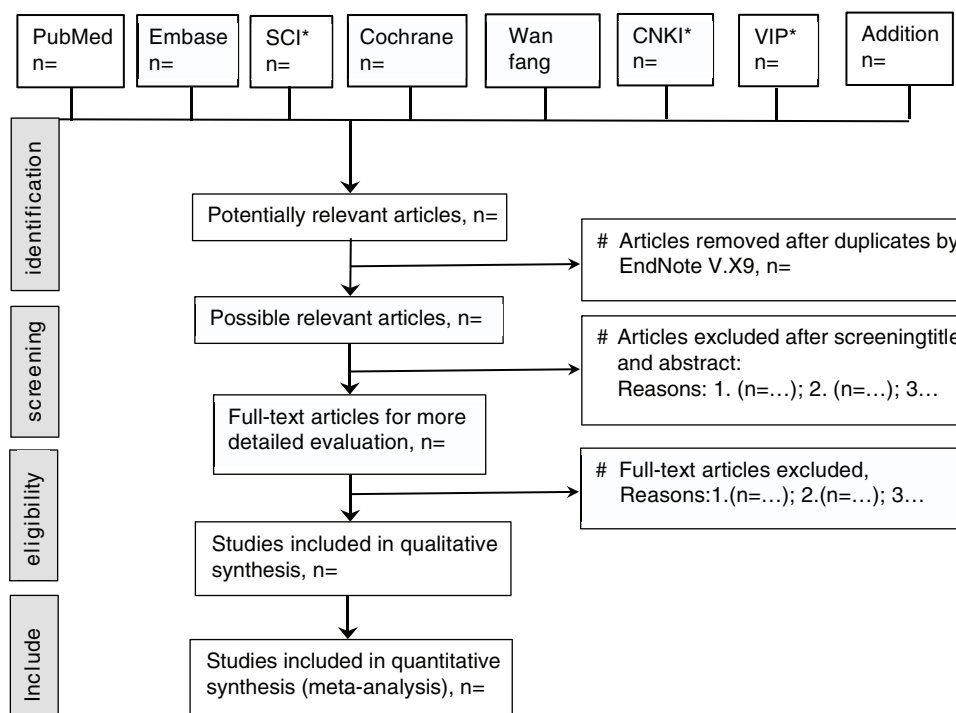 PubMed
n=
Embase
n=
SCI*
n=
Cochrane
n=
Wan
fang
CNKI*
n=
VIP*
n=
Addition
n=
identification
Potentially relevant articles, n=
# Articles removed after duplicates by
EndNote V.X9, n=
Possible relevant articles, n=
screening
# Articles excluded after screeningtitle
and abstract:
Reasons: 1. (n=…); 2. (n=…); 3…
Full-text articles for more
detailed evaluation, n=
eligibility
# Full-text articles excluded,
Reasons:1.(n=…); 2.(n=…); 3…
Studies included in qualitative
synthesis, n=
Include
Studies included in quantitative
synthesis (meta-analysis), n=